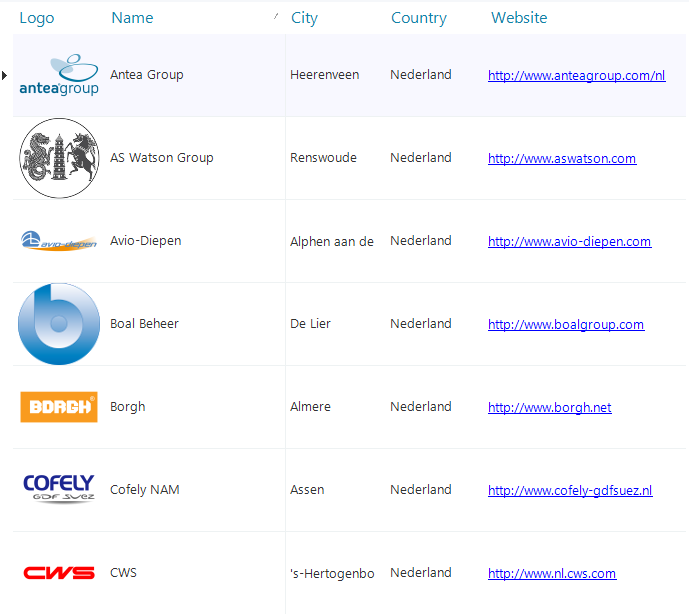 Logo Name City Country Website
anteagroup Antea Group Heerenveen Nederland http://www.anteagroup.com/nl
AS Watson Group Renswoude Nederland http://www.aswatson.com
avio-diepen Avio-Diepen Alphen aan de Nederland http://www.avio-diepen.com
b Boal Beheer De Lier Nederland http://www.boalgroup.com
BORGH® Borgh Almere Nederland http://www.borgh.net
COFELY
GDF SUEZ Cofely NAM Assen Nederland http://www.cofely-gdfsuez.nl
CWS CWS 's-Hertogenbo Nederland http://www.nl.cws.com